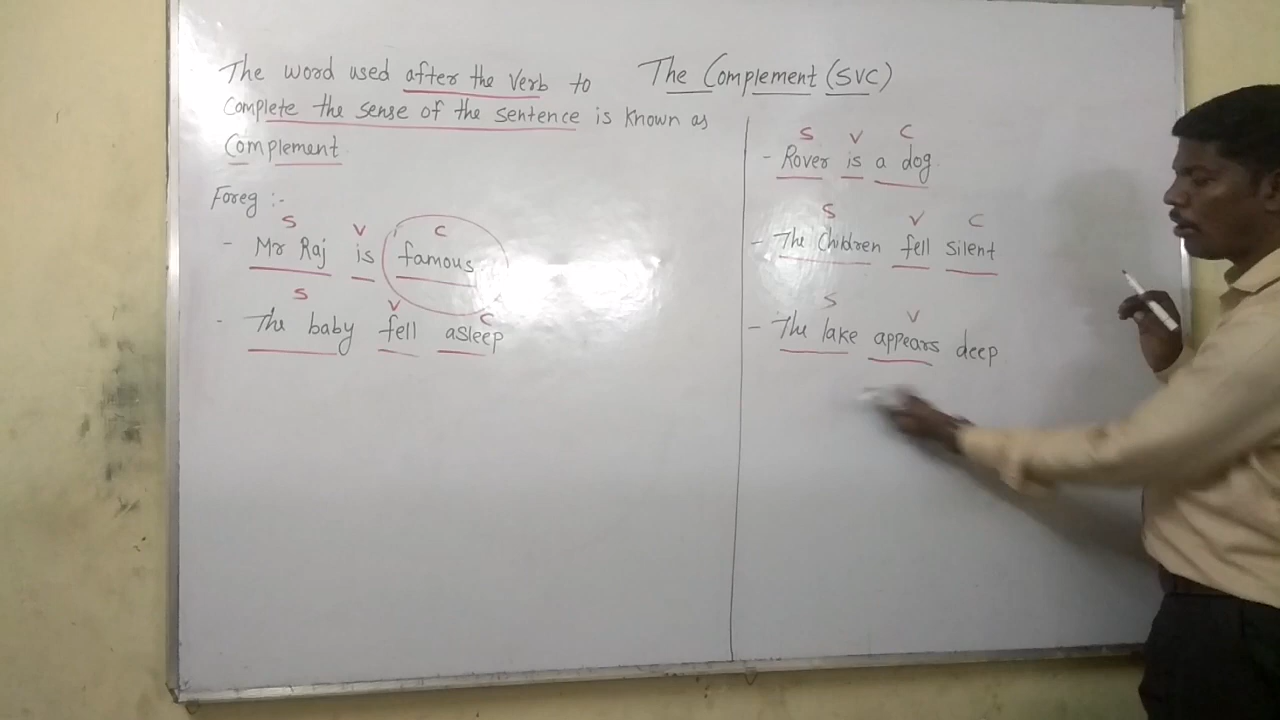 The Complement (SVC)
The word used after the verb to
Complete the sense of the sentence is known as
Complement
Foreg :-
S V C
- Mr Raj is famous
S V C
- The baby fell asleep
S V C
- Rover is a dog.
S V C
- The Children fell silent
S V
- The lake appears deep